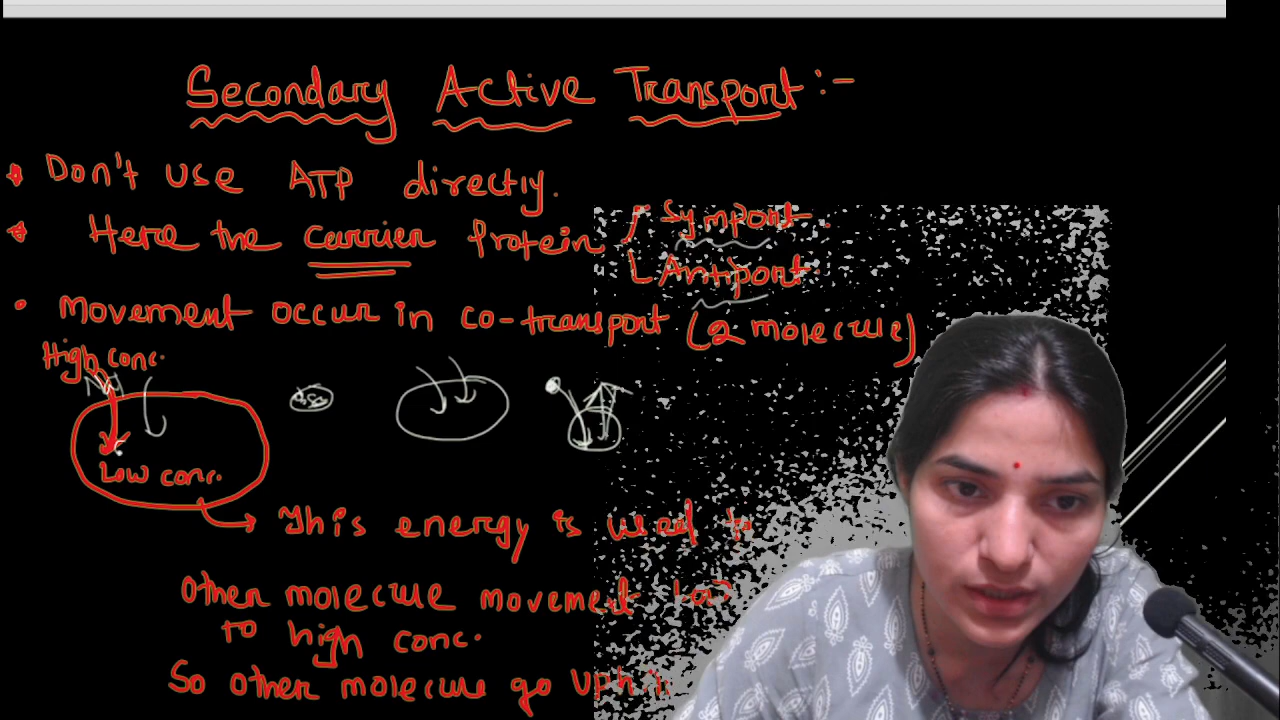 Secondary Active Transport :-
Don't use ATP directly.
Here the carrier Protein
Symport
Antiport
Movement occur in co-transport (2 molecule)
High conc.
Low conc.
This energy is used to
Other molecule movement
to high conc.
So other molecule go